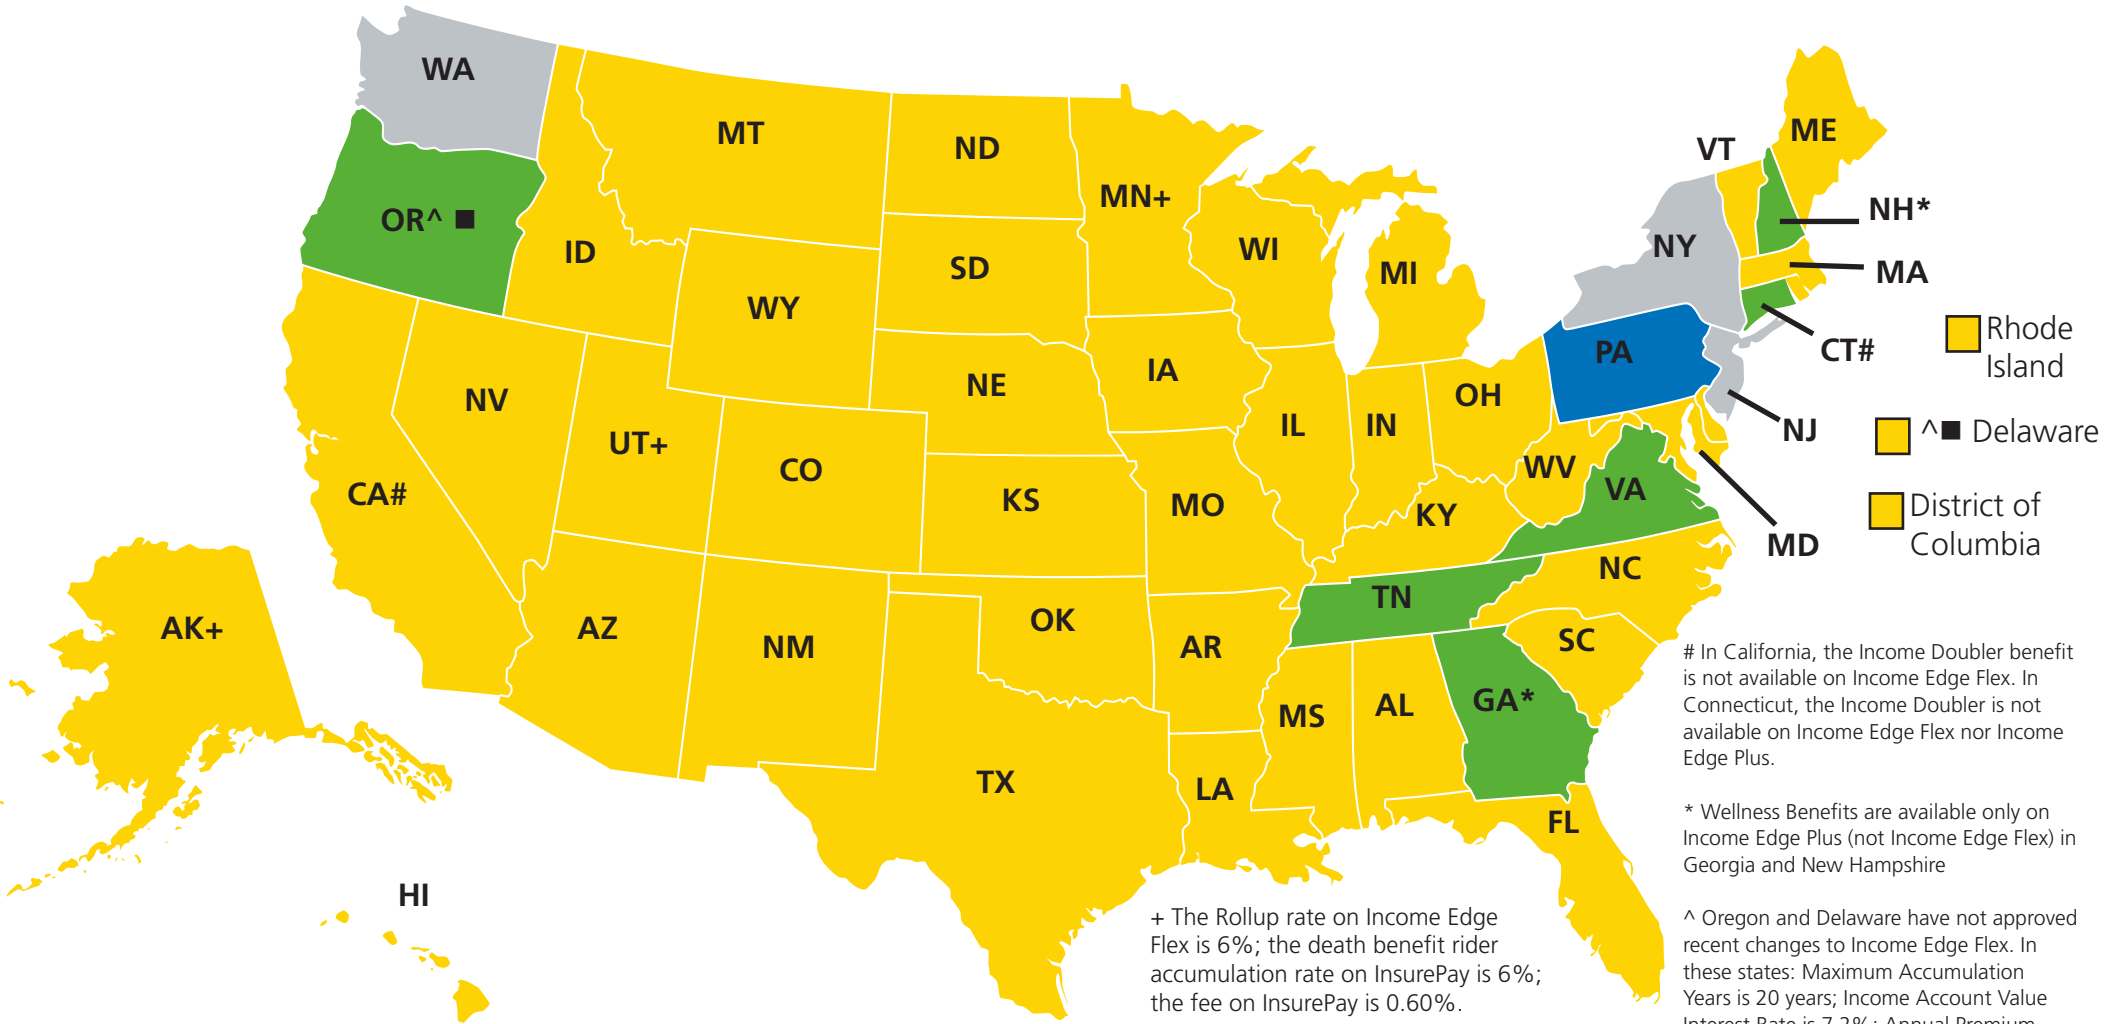 WA
MT
ND
MN+
VT
ME
OR^ ■
ID
SD
WI
MI
NY
NH*
MA
WY
CT#
Rhode
Island
NV
UT+
NE
IA
IL
IN
OH
PA
NJ
^■ Delaware
CA#
CO
KS
MO
KY
WV
VA
MD
District of
Columbia
AK+
AZ
NM
OK
AR
TN
NC
SC
MS
AL
GA*
TX
LA
FL
HI
# In California, the Income Doubler benefit
is not available on Income Edge Flex. In
Connecticut, the Income Doubler is not
available on Income Edge Flex nor Income
Edge Plus.
* Wellness Benefits are available only on
Income Edge Plus (not Income Edge Flex) in
Georgia and New Hampshire
+ The Rollup rate on Income Edge
Flex is 6%; the death benefit rider
accumulation rate on InsurePay is 6%;
the fee on InsurePay is 0.60%.
^ Oregon and Delaware have not approved
recent changes to Income Edge Flex. In
these states: Maximum Accumulation
Years is 20 years; Income Account Value
Interest Rate is 7.2%; Annual Premium